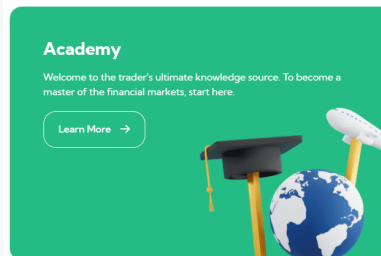 Academy
Welcome to the trader's ultimate knowledge source. To become a
master of the financial markets, start here.
Learn More →